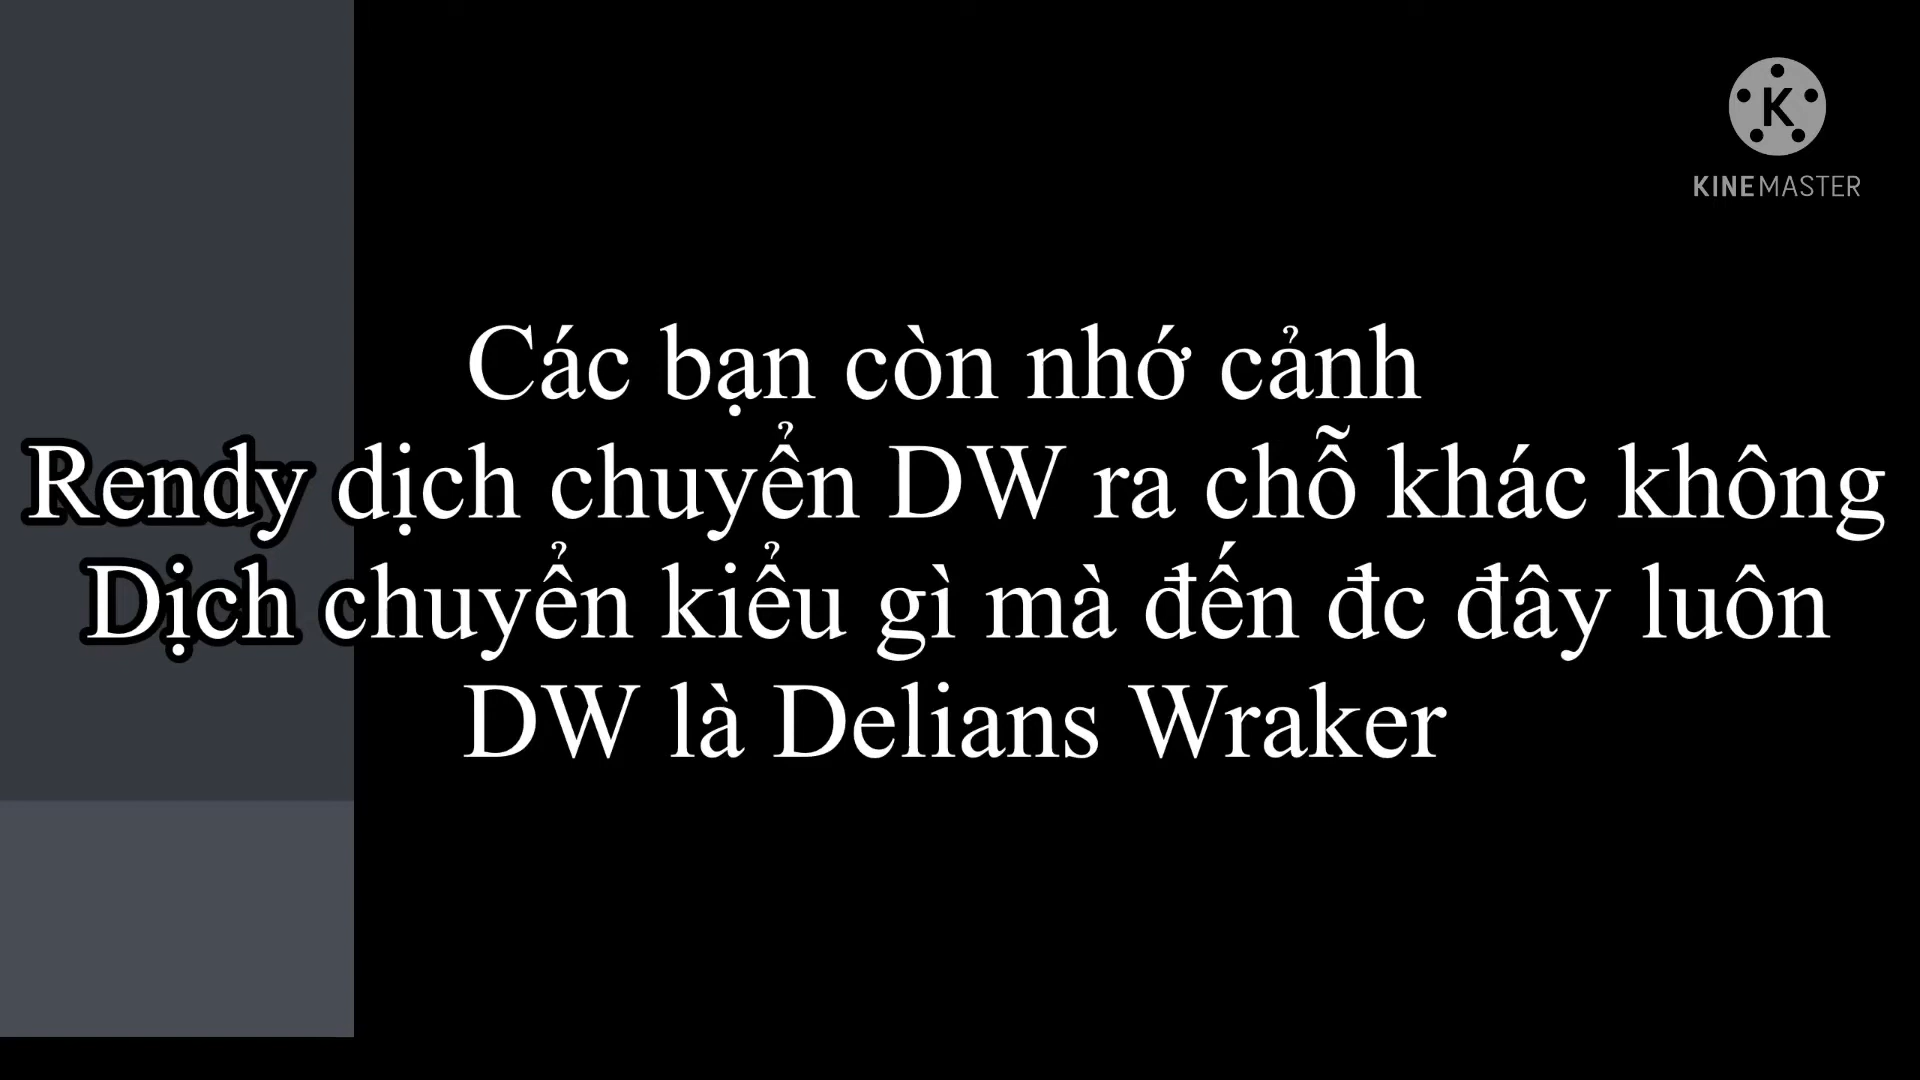 K
KINEMASTER
Các bạn còn nhớ cảnh
Rendy dịch chuyển DW ra chỗ khác không
Dịch chuyển kiểu gì mà đến đc đây luôn
DW là Delians Wraker